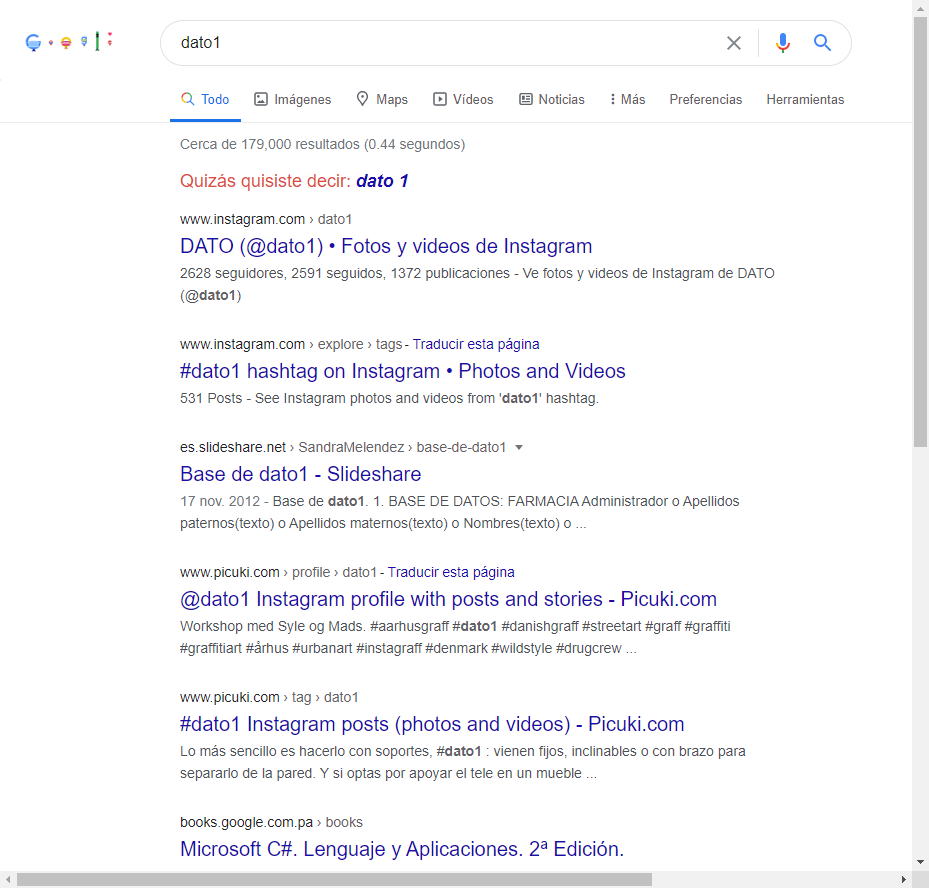 dato1
Todo Imágenes Maps Vídeos Noticias Más Preferencias Herramientas
Cerca de 179,000 resultados (0.44 segundos)
Quizás quisiste decir: dato 1
www.instagram.com › dato1
DATO (@dato1) • Fotos y videos de Instagram
2628 seguidores, 2591 seguidos, 1372 publicaciones - Ve fotos y videos de Instagram de DATO
(@dato1)
www.instagram.com › explore › tags - Traducir esta página
#dato1 hashtag on Instagram • Photos and Videos
531 Posts - See Instagram photos and videos from 'dato1' hashtag.
es.slideshare.net › SandraMelendez › base-de-dato1
Base de dato1 - Slideshare
17 nov. 2012 - Base de dato1. 1. BASE DE DATOS: FARMACIA Administrador o Apellidos
paternos(texto) o Apellidos maternos(texto) o Nombres(texto) o ...
www.picuki.com › profile › dato1 - Traducir esta página
@dato1 Instagram profile with posts and stories - Picuki.com
Workshop med Syle og Mads. #aarhusgraff #dato1 #danishgraff #streetart #graff #graffiti
#graffitiart #århus #urbanart #instagraff #denmark #wildstyle #drugcrew ...
www.picuki.com › tag › dato1
#dato1 Instagram posts (photos and videos) - Picuki.com
Lo más sencillo es hacerlo con soportes, #dato1 : vienen fijos, inclinables o con brazo para
separarlo de la pared. Y si optas por apoyar el tele en un mueble ...
books.google.com.pa › books
Microsoft C#. Lenguaje y Aplicaciones. 2ª Edición.